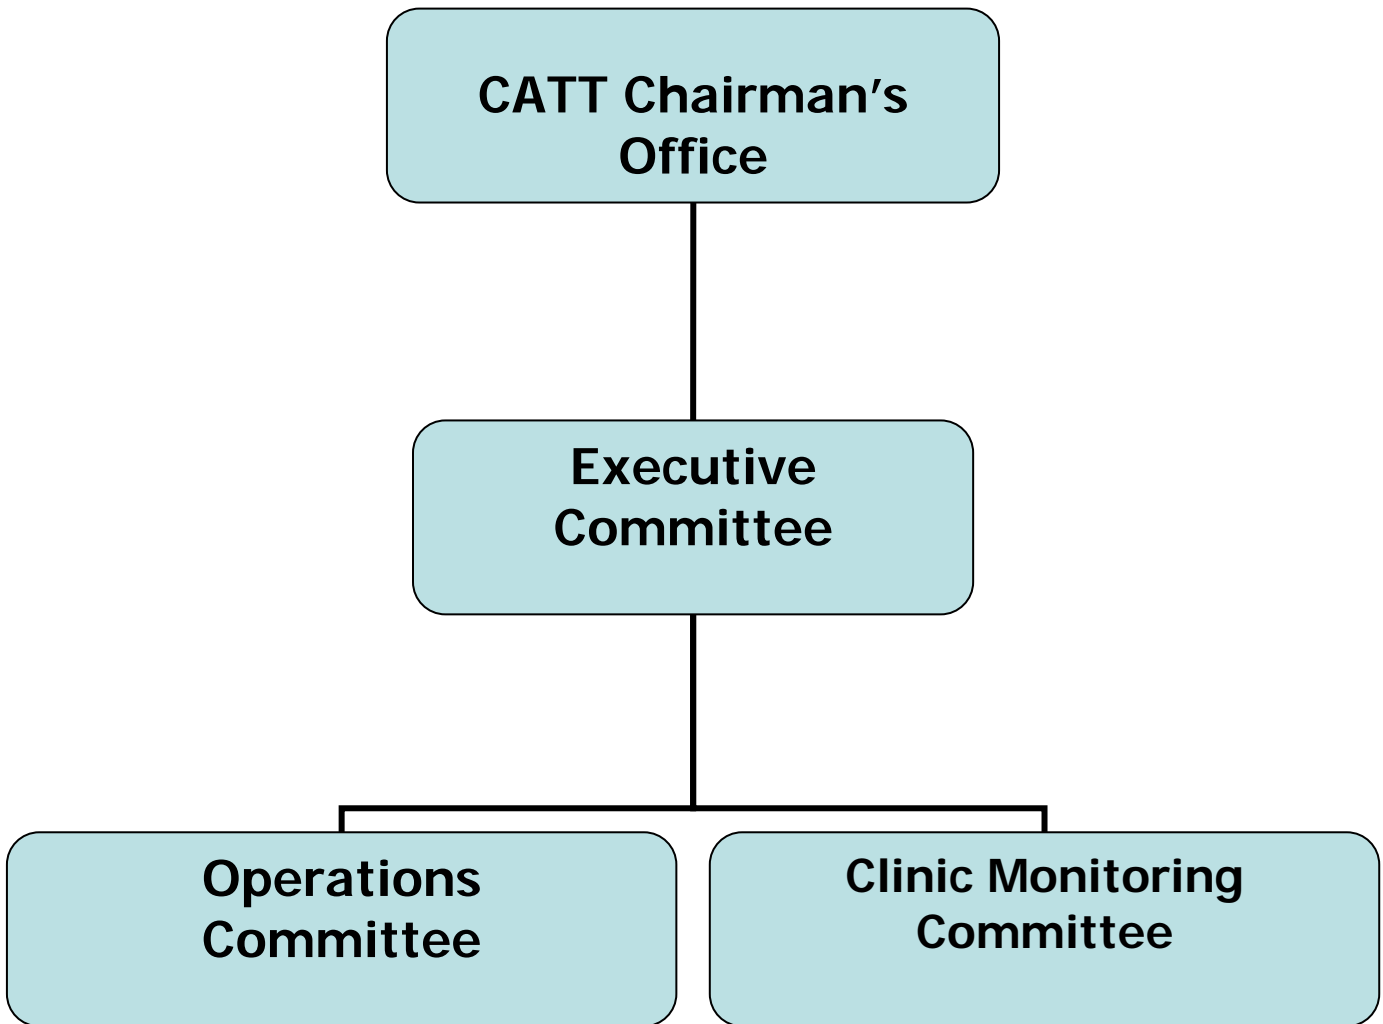 CATT Chairman’s
Office
Executive
Committee
Operations
Committee
Clinic Monitoring
Committee